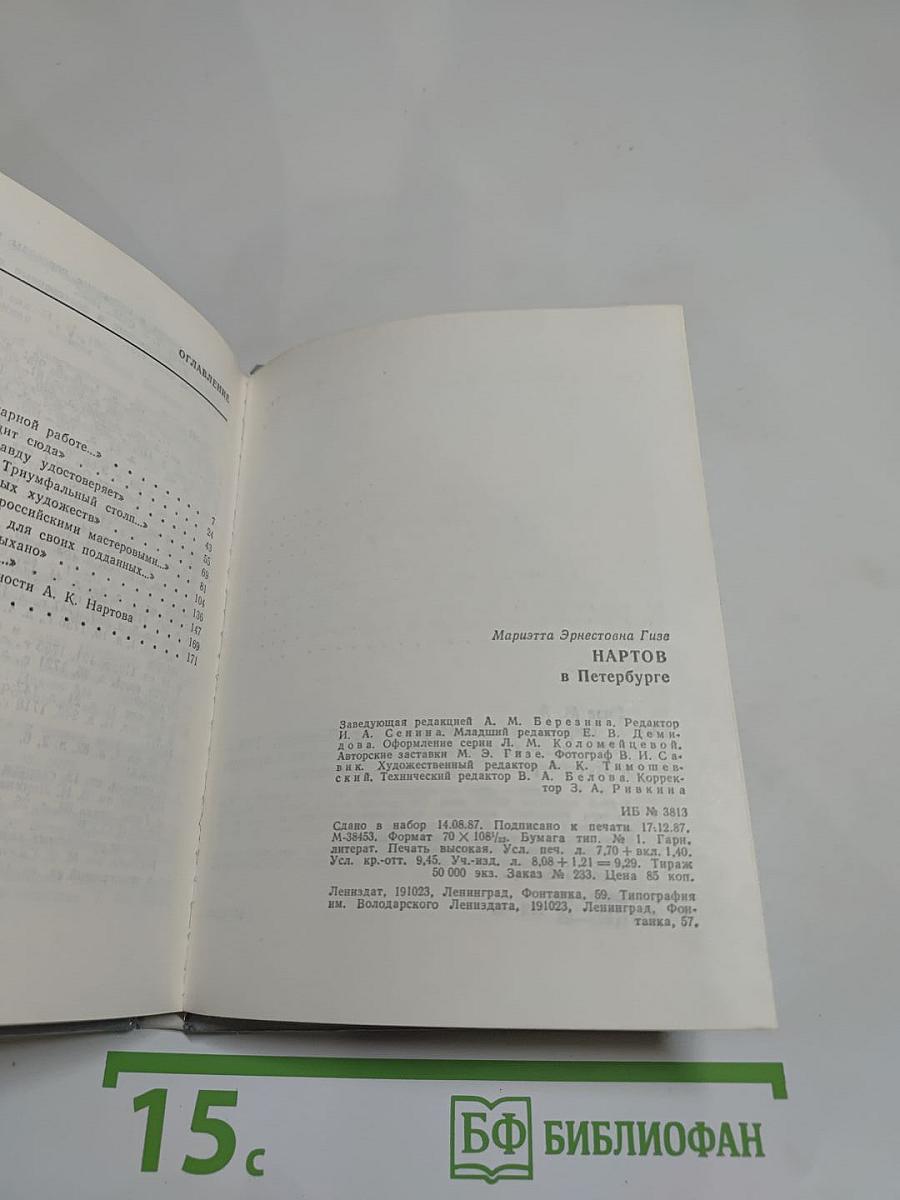 ОГЛАВЛЕНИЕ
арной работе...»
дит сюда»
авду удостоверяет» 7
Триумфальный столп...» 24
ых художеств» 43
российскими мастеровыми...» 55
для своих подданных...» 69
ыхано» 81
...» 104
ности А. К. Нартова 136
147
169
171
Мариэтта Эрнестовна Гизе
НАРТОВ
в Петербурге
Заведующая редакцией А. М. Березина. Редактор
И. А. Сенина. Младший редактор Е. В. Деми-
дова. Оформление серии Л. М. Коломейцевой.
Авторские заставки М. Э. Гизе. Фотограф В. И. Са-
вик. Художественный редактор А. К. Тимошев-
ский. Технический редактор В. А. Белова. Коррек-
тор З. А. Ривкина
ИБ № 3813
Сдано в набор 14.08.87. Подписано к печати 17.12.87.
М-38453. Формат 70 × 108¹/₃₂. Бумага тип. № 1. Гарн.
литерат. Печать высокая. Усл. печ. л. 7,70 + вкл. 1,40.
Усл. кр.-отт. 9,45. Уч.-изд. л. 8,08 + 1,21 = 9,29. Тираж
50 000 экз. Заказ № 233. Цена 85 коп.
Лениздат, 191023, Ленинград, Фонтанка, 59. Типография
им. Володарского Лениздата, 191023, Ленинград, Фон-
танка, 57.
15 с
БФ БИБЛИОФАН